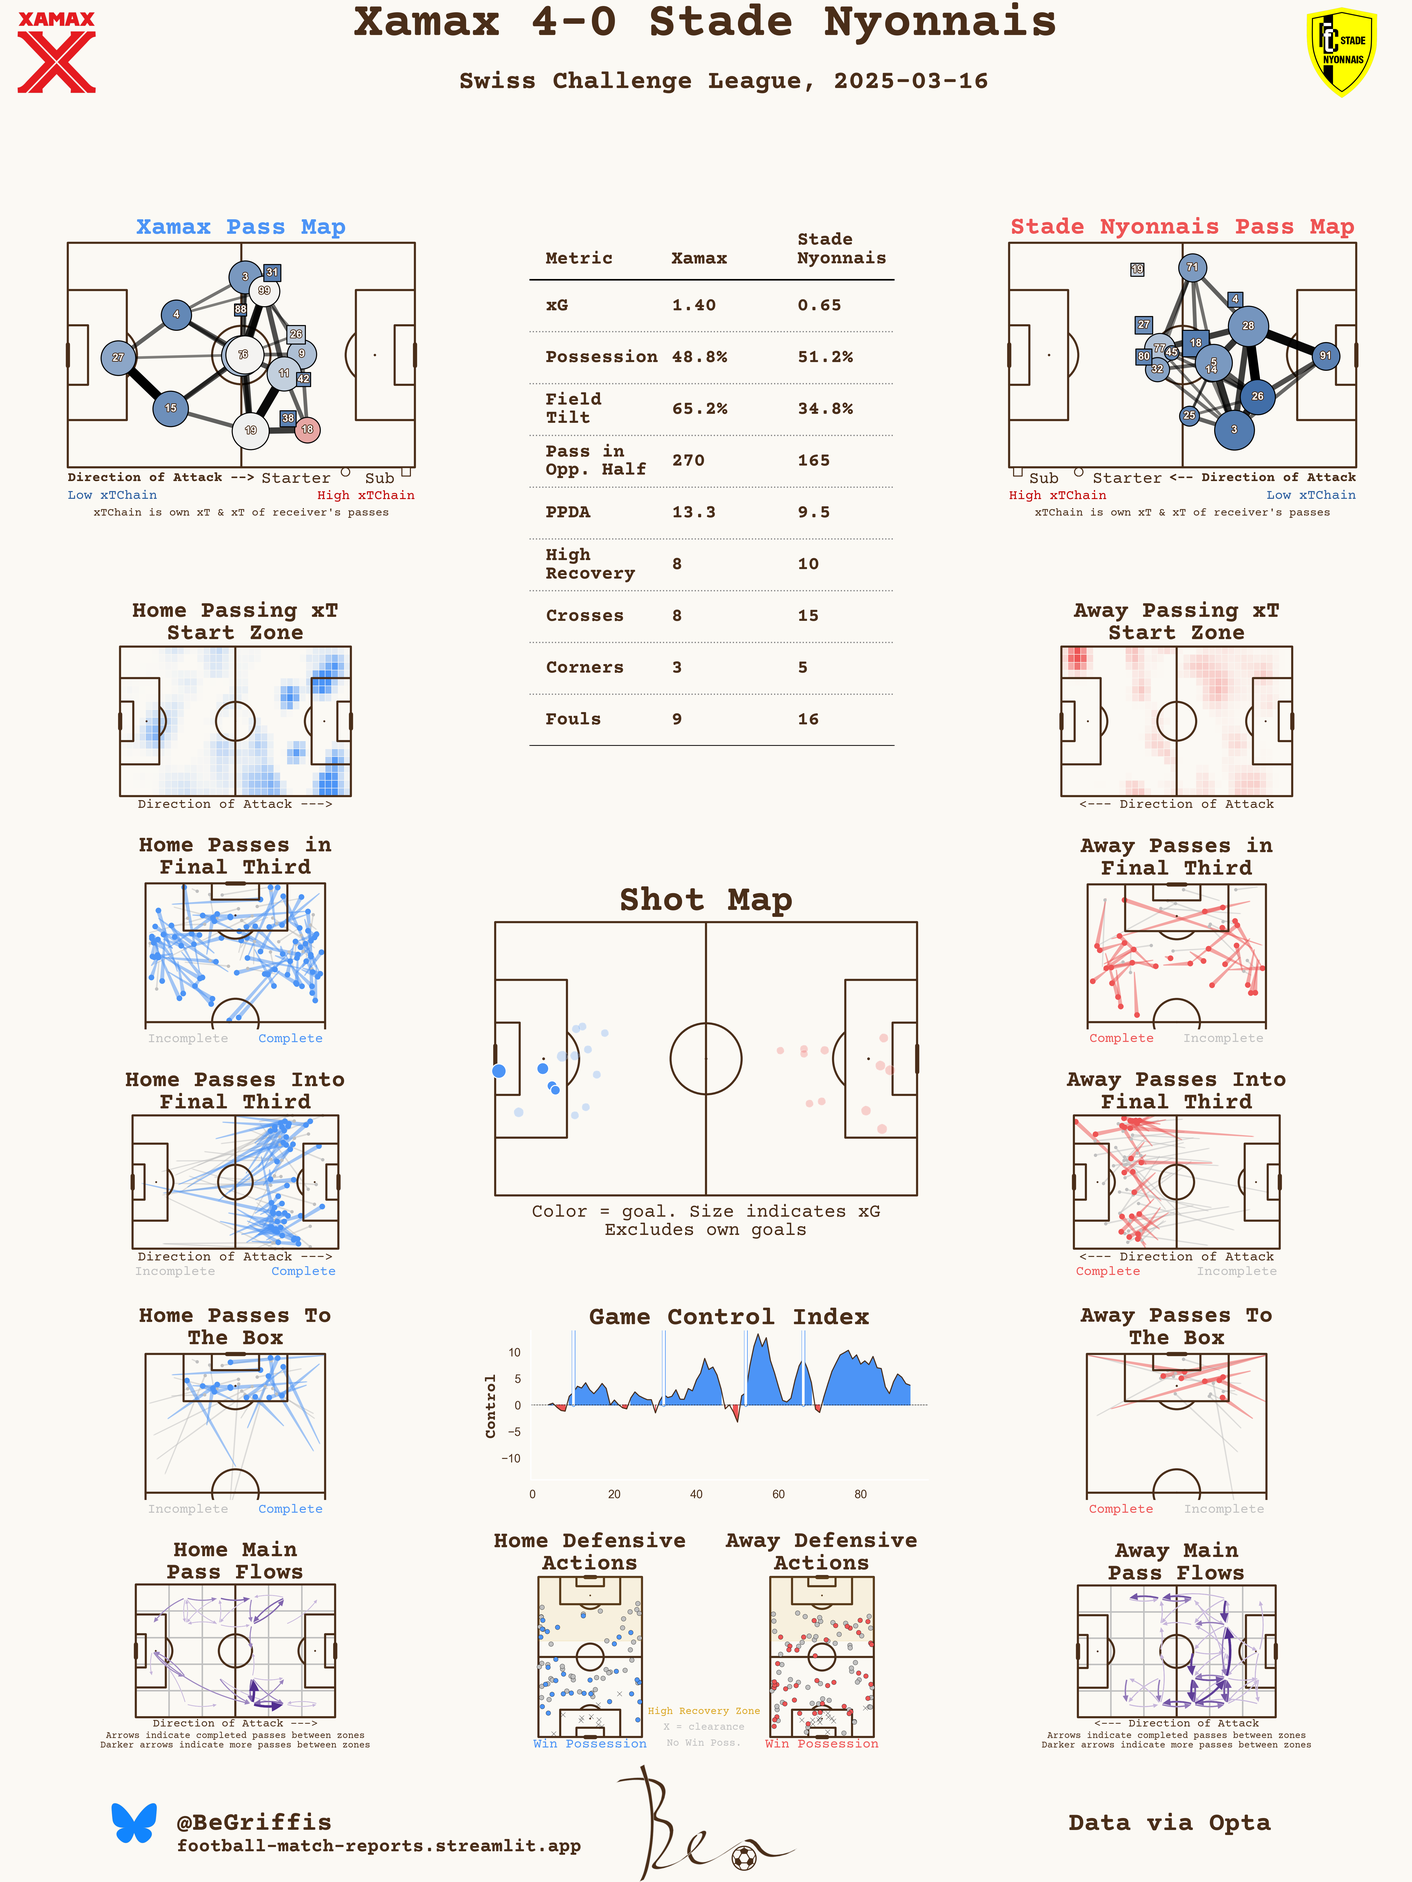 XAMAX
Xamax 4-0 Stade Nyonnais
Swiss Challenge League, 2025-03-16
STADE
NYONNAIS
Xamax Pass Map
3
31
99
88
4
26
27
76
9
11
42
15
38
19
18
Direction of Attack --> Starter Sub
Low xTChain High xTChain
xTChain is own xT & xT of receiver's passes
Metric Xamax Stade Nyonnais
xG 1.40 0.65
Possession 48.8% 51.2%
Field Tilt 65.2% 34.8%
Pass in Opp. Half 270 165
PPDA 13.3 9.5
High Recovery 8 10
Crosses 8 15
Corners 3 5
Fouls 9 16
Stade Nyonnais Pass Map
19
71
4
27
28
18
77
45
80
91
5
32
14
26
25
3
Sub Starter <-- Direction of Attack
High xTChain Low xTChain
xTChain is own xT & xT of receiver's passes
Home Passing xT
Start Zone
Direction of Attack --->
Away Passing xT
Start Zone
<--- Direction of Attack
Home Passes in
Final Third
Incomplete Complete
Away Passes in
Final Third
Complete Incomplete
Shot Map
Color = goal. Size indicates xG
Excludes own goals
Home Passes Into
Final Third
Direction of Attack --->
Incomplete Complete
Away Passes Into
Final Third
<--- Direction of Attack
Complete Incomplete
Home Passes To
The Box
Incomplete Complete
Game Control Index
Control
10
5
0
−5
−10
0 20 40 60 80
Away Passes To
The Box
Complete Incomplete
Home Main
Pass Flows
Direction of Attack --->
Arrows indicate completed passes between zones
Darker arrows indicate more passes between zones
Home Defensive
Actions
Win Possession
High Recovery Zone
X = clearance
No Win Poss.
Away Defensive
Actions
Win Possession
Away Main
Pass Flows
<--- Direction of Attack
Arrows indicate completed passes between zones
Darker arrows indicate more passes between zones
@BeGriffis
football-match-reports.streamlit.app
Ben
Data via Opta